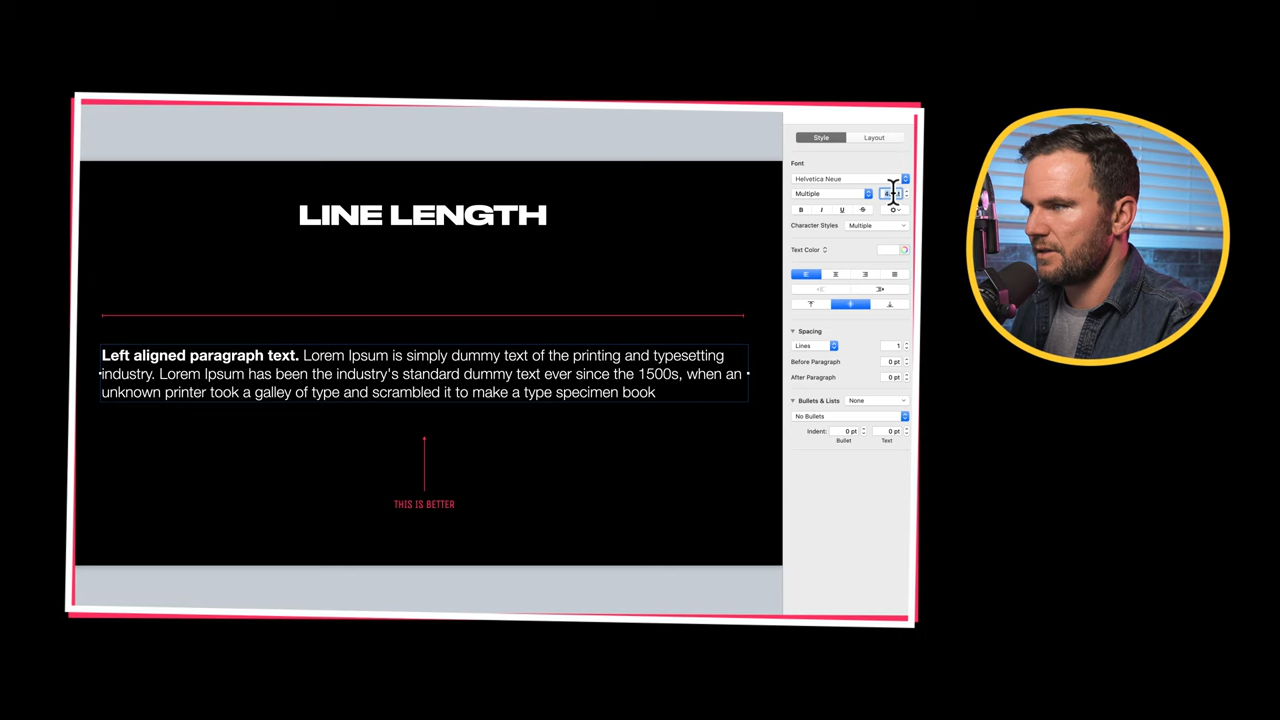 Style Layout
Font
Helvetica Neue
Multiple
B I U S
Character Styles Multiple
Text Color
LINE LENGTH
Left aligned paragraph text. Lorem Ipsum is simply dummy text of the printing and typesetting
industry. Lorem Ipsum has been the industry's standard dummy text ever since the 1500s, when an
unknown printer took a galley of type and scrambled it to make a type specimen book
THIS IS BETTER
Spacing
Lines 1
Before Paragraph 0 pt
After Paragraph 0 pt
Bullets & Lists None
No Bullets
Indent: 0 pt 0 pt
Bullet Text